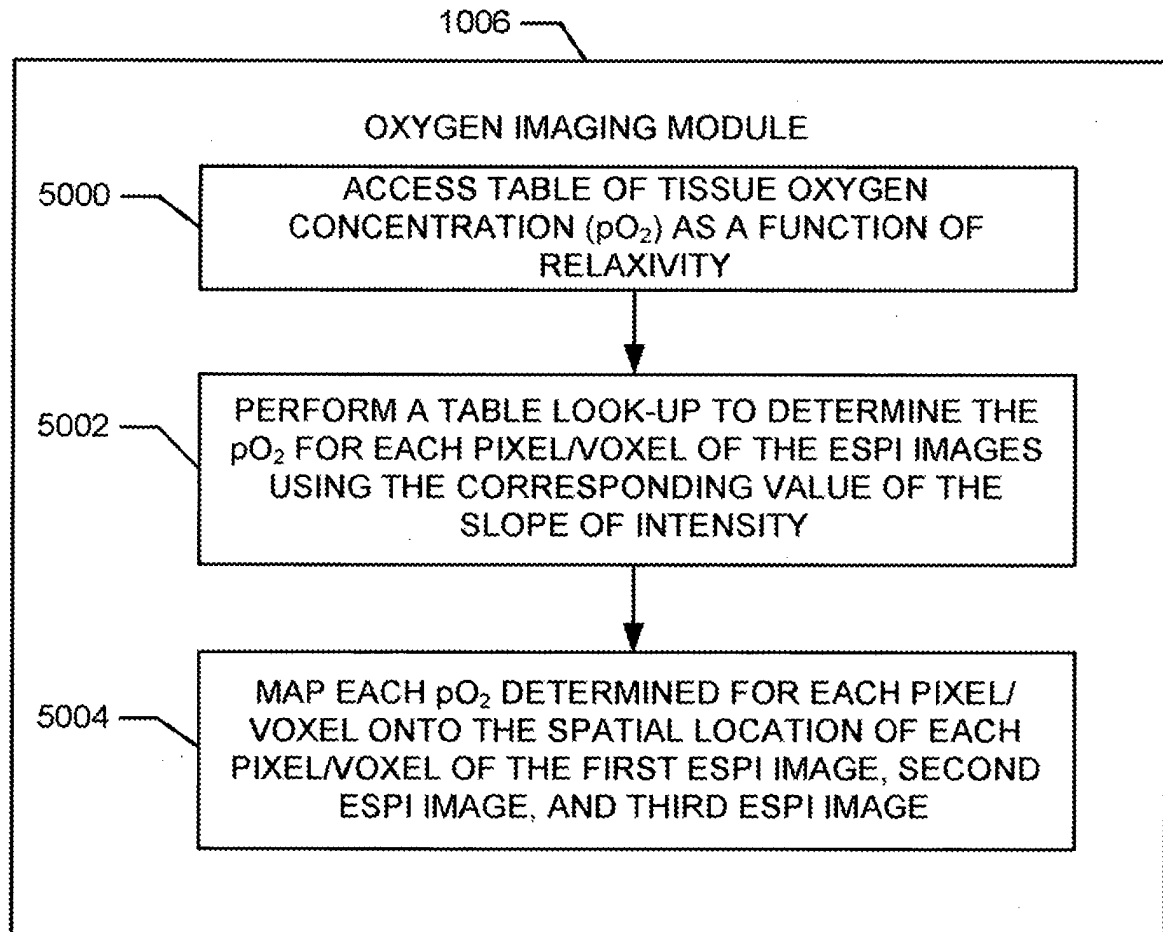 1006
OXYGEN IMAGING MODULE
5000
ACCESS TABLE OF TISSUE OXYGEN
CONCENTRATION (pO₂) AS A FUNCTION OF
RELAXIVITY
5002
PERFORM A TABLE LOOK-UP TO DETERMINE THE
pO₂ FOR EACH PIXEL/VOXEL OF THE ESPI IMAGES
USING THE CORRESPONDING VALUE OF THE
SLOPE OF INTENSITY
5004
MAP EACH pO₂ DETERMINED FOR EACH PIXEL/
VOXEL ONTO THE SPATIAL LOCATION OF EACH
PIXEL/VOXEL OF THE FIRST ESPI IMAGE, SECOND
ESPI IMAGE, AND THIRD ESPI IMAGE